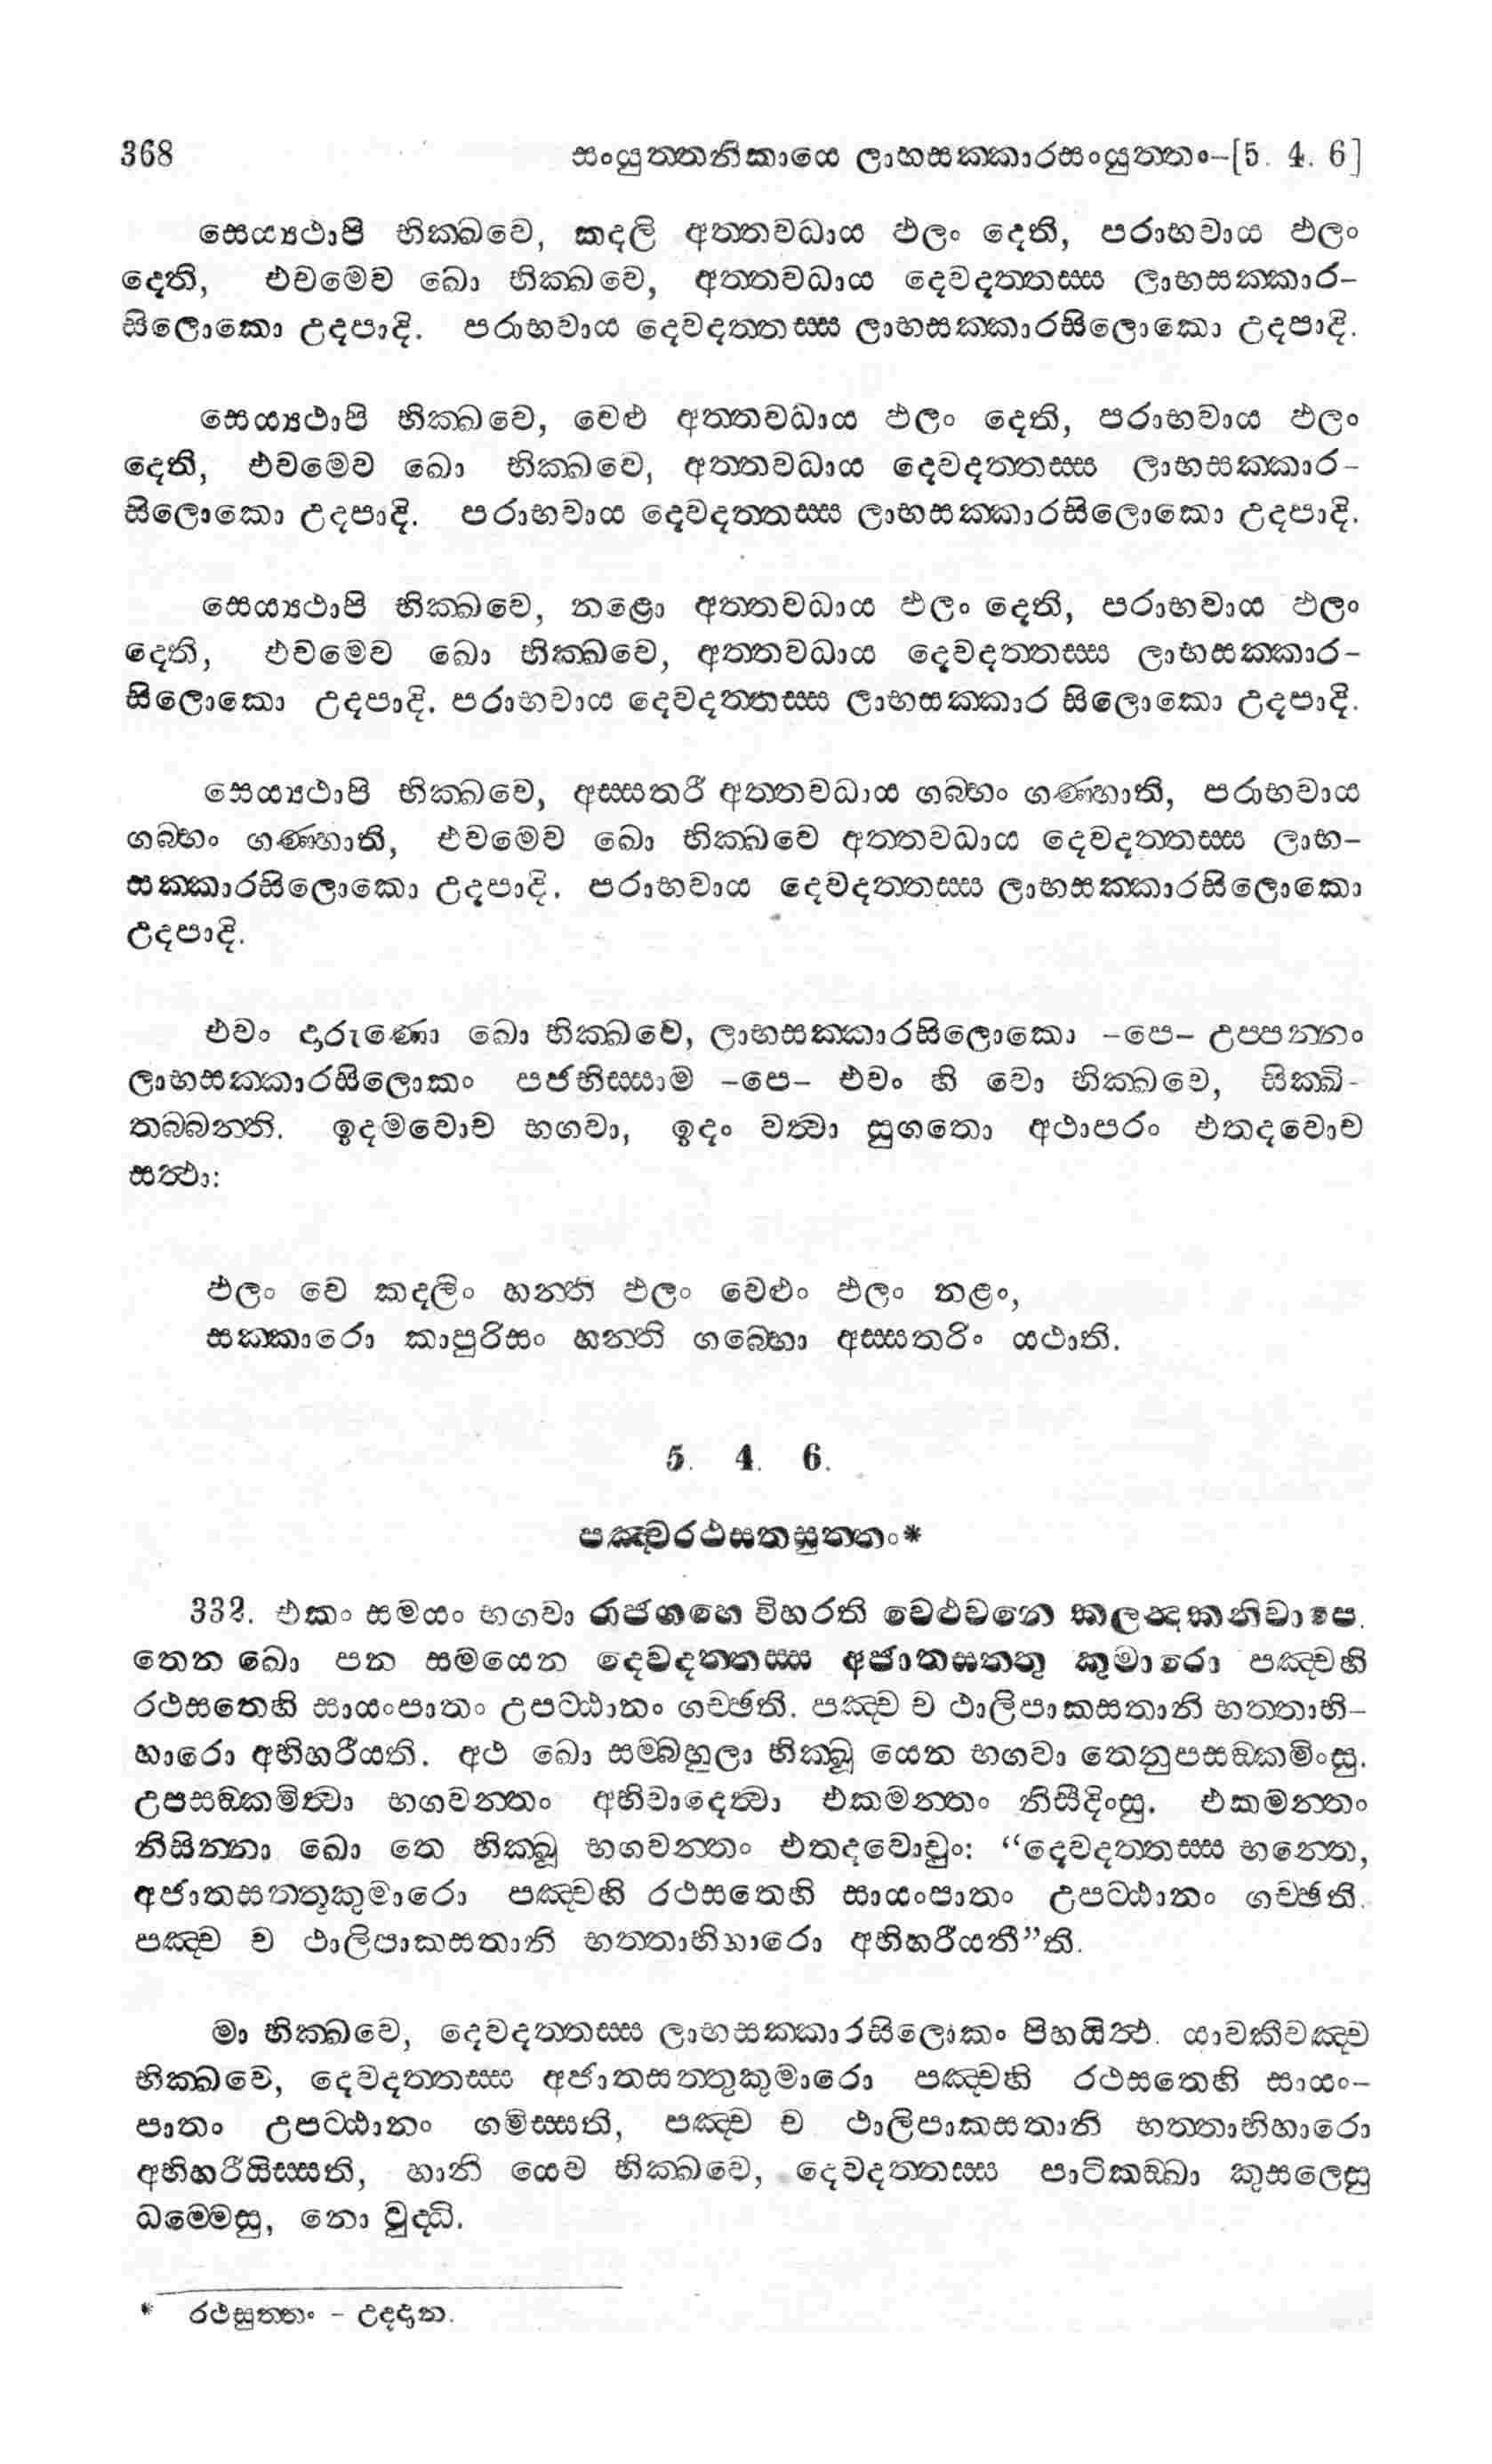 368 සංයුත්තනිකායෙ ලාභසක්කාරසංයුත්තං–[5. 4. 6]
සෙය්‍යථාපි භික්ඛවෙ, කදලි අත්තවධාය ඵලං දෙති, පරාභවාය ඵලං
දෙති, එවමෙව ඛො භික්ඛවෙ, අත්තවධාය දෙවදත්තස්ස ලාභසක්කාර–
සිලොකො උදපාදි. පරාභවාය දෙවදත්තස්ස ලාභසක්කාරසිලොකො උදපාදි.
සෙය්‍යථාපි භික්ඛවෙ, වෙළු අත්තවධාය ඵලං දෙති, පරාභවාය ඵලං
දෙති, එවමෙව ඛො භික්ඛවෙ, අත්තවධාය දෙවදත්තස්ස ලාභසක්කාර–
සිලොකො උදපාදි. පරාභවාය දෙවදත්තස්ස ලාභසක්කාරසිලොකො උදපාදි.
සෙය්‍යථාපි භික්ඛවෙ, නළො අත්තවධාය ඵලං දෙති, පරාභවාය ඵලං
දෙති, එවමෙව ඛො භික්ඛවෙ, අත්තවධාය දෙවදත්තස්ස ලාභසක්කාර–
සිලොකො උදපාදි. පරාභවාය දෙවදත්තස්ස ලාභසක්කාර සිලොකො උදපාදි.
සෙය්‍යථාපි භික්ඛවෙ, අස්සතරී අත්තවධාය ගබ්භං ගණ්හාති, පරාභවාය
ගබ්භං ගණ්හාති, එවමෙව ඛො භික්ඛවෙ අත්තවධාය දෙවදත්තස්ස ලාභ–
සක්කාරසිලොකො උදපාදි. පරාභවාය දෙවදත්තස්ස ලාභසක්කාරසිලොකො
උදපාදි.
එවං දාරුණො ඛො භික්ඛවෙ, ලාභසක්කාරසිලොකො –පෙ– උප්පන්නං
ලාභසක්කාරසිලොකං පජහිස්සාම –පෙ– එවං හි වො භික්ඛවෙ, සික්ඛි–
තබ්බන්ති. ඉදමවොච භගවා, ඉදං වත්‍වා සුගතො අථාපරං එතදවොච
සත්‍ථා:
ඵලං වෙ කදලිං හන්ති ඵලං වෙළුං ඵලං නළං,
සක්කාරො කාපුරිසං හන්ති ගබ්භො අස්සතරිං යථාති.
5. 4. 6.
පඤ්චරථසතසුත්තං*
332. එකං සමයං භගවා රාජගහෙ විහරති වෙළුවනෙ කලන්‍දකනිවාපෙ.
තෙන ඛො පන සමයෙන දෙවදත්තස්ස අජාතසත්තු කුමාරො පඤ්චහි
රථසතෙහි සායංපාතං උපට්ඨානං ගච්ඡති. පඤ්ච ච ථාලිපාකසතානි භත්තාභි–
හාරො අභිහරීයති. අථ ඛො සම්බහුලා භික්ඛූ යෙන භගවා තෙනුපසඞ්කමිංසු.
උපසඞ්කමිත්‍වා භගවන්තං අභිවාදෙත්‍වා එකමන්තං නිසීදිංසු. එකමන්තං
නිසින්නා ඛො තෙ භික්ඛූ භගවන්තං එතදවොචුං: “දෙවදත්තස්ස භන්තෙ,
අජාතසත්තුකුමාරො පඤ්චහි රථසතෙහි සායංපාතං උපට්ඨානං ගච්ඡති.
පඤ්ච ච ථාලිපාකසතානි භත්තාභිහාරො අභිහරීයතී”ති.
මා භික්ඛවෙ, දෙවදත්තස්ස ලාභසක්කාරසිලොකං පිහයිත්‍ථ. යාවකීවඤ්ච
භික්ඛවෙ, දෙවදත්තස්ස අජාතසත්තුකුමාරො පඤ්චහි රථසතෙහි සායං–
පාතං උපට්ඨානං ගමිස්සති, පඤ්ච ච ථාලිපාකසතානි භත්තාභිහාරො
අභිහරීයිස්සති, හානි යෙව භික්ඛවෙ, දෙවදත්තස්ස පාටිකඞ්ඛා කුසලෙසු
ධම්මෙසු, නො වුද්ධි.
* රථසුත්තං – උද්දාන.